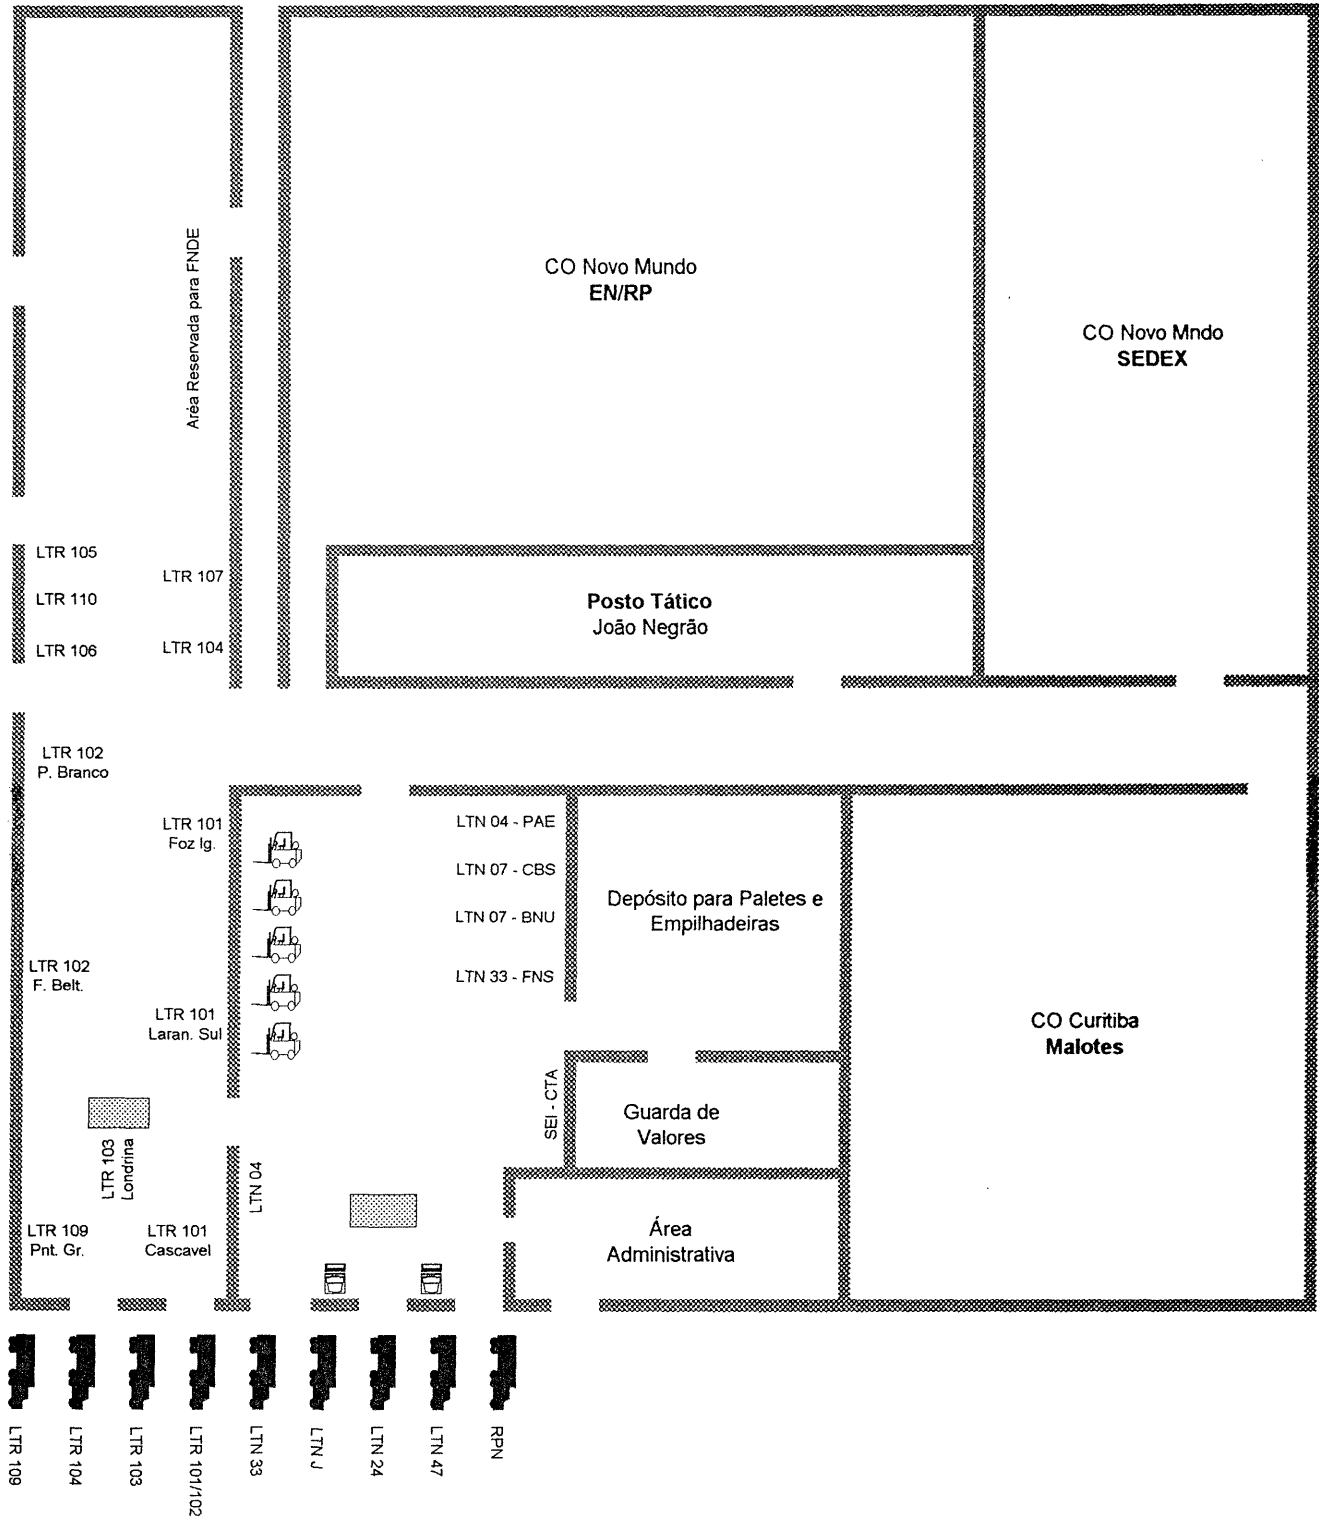 Aréa Reservada para FNDE
CO Novo Mundo
EN/RP
CO Novo Mndo
SEDEX
LTR 105
LTR 107
LTR 110
LTR 106
LTR 104
Posto Tático
João Negrão
LTR 102
P. Branco
LTR 101
Foz Ig.
LTN 04 - PAE
LTN 07 - CBS
LTN 07 - BNU
LTN 33 - FNS
Depósito para Paletes e
Empilhadeiras
LTR 102
F. Belt.
LTR 101
Laran. Sul
CO Curitiba
Malotes
SEI - CTA
Guarda de
Valores
LTR 103
Londrina
LTN 04
LTR 109
Pnt. Gr.
LTR 101
Cascavel
Área
Administrativa
LTR 109
LTR 104
LTR 103
LTR 101/102
LTN 33
LTN J
LTN 24
LTN 47
RPN